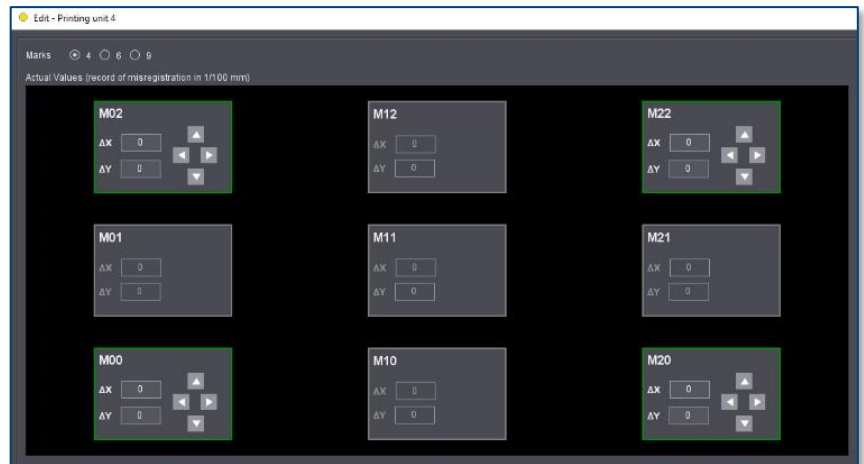 Edit - Printing unit 4
Marks 4 6 9
Actual Values (record of misregistration in 1/100 mm)
M02 M12 M22
ΔX 0 ΔX 0 ΔX 0
ΔY 0 ΔY 0 ΔY 0
M01 M11 M21
ΔX 0 ΔX 0 ΔX 0
ΔY 0 ΔY 0 ΔY 0
M00 M10 M20
ΔX 0 ΔX 0 ΔX 0
ΔY 0 ΔY 0 ΔY 0